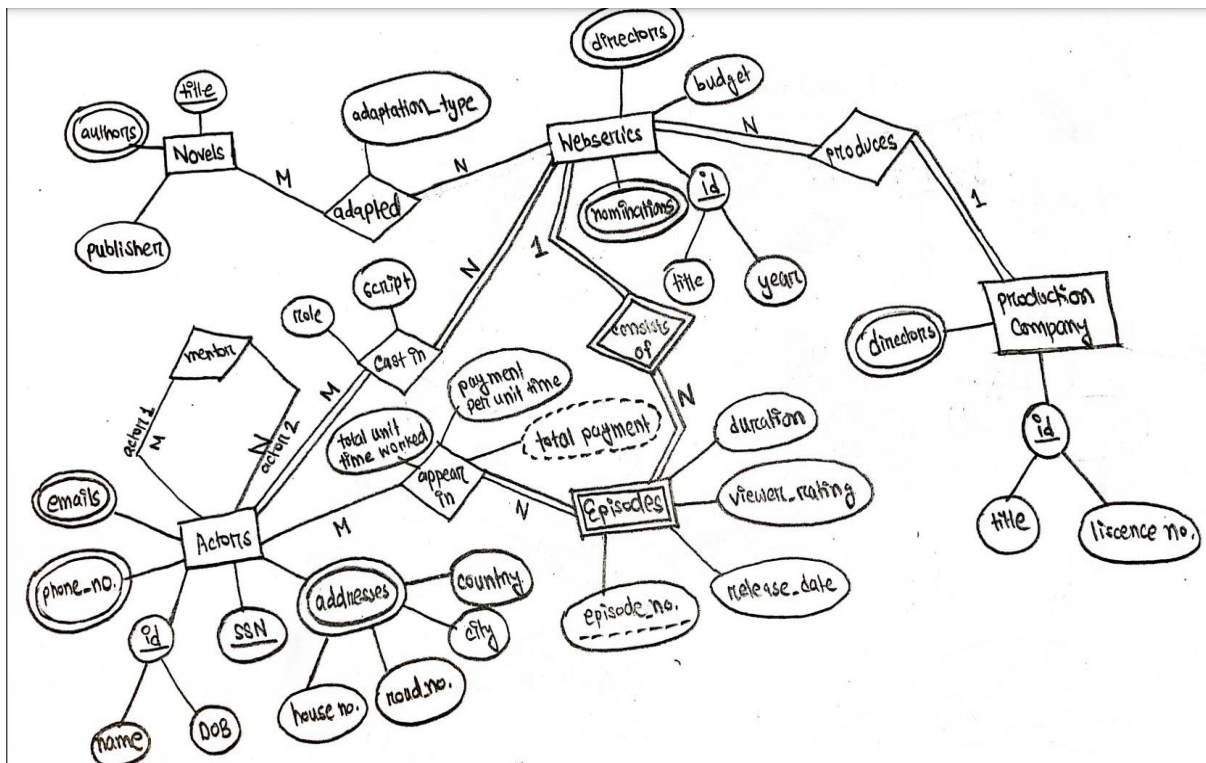 directors
budget
title
authors
Novels
publisher
adaptation_type
M
adapted
N
Webseries
nominations
id
title
year
N
produces
1
production
Company
directors
id
title
liscence no.
script
role
cast in
N
M
1
consists
of
N
mentor
actor 1
M
N
actor 2
payment
per unit time
total unit
time worked
total payment
appear
in
M
N
Episodes
duration
viewer_rating
release_date
episode_no.
emails
phone_no.
Actors
id
name
DOB
SSN
addresses
country
city
road_no.
house no.